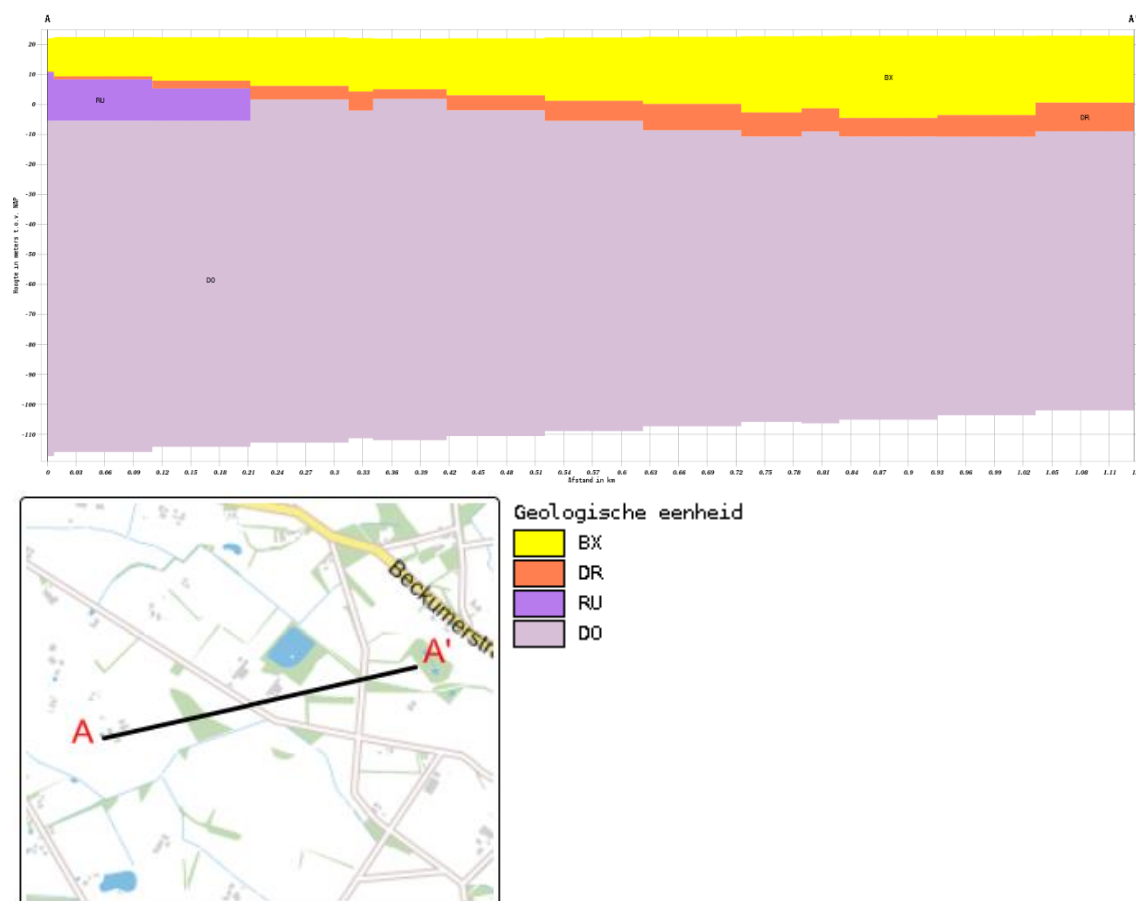 A A'
20
10
0
-10
-20
-30
-40
-50
-60
-70
-80
-90
-100
-110
Hoogte in meters t.o.v. NAP
BX
RU
DR
DO
0 0.03 0.06 0.09 0.12 0.15 0.18 0.21 0.24 0.27 0.3 0.33 0.36 0.39 0.42 0.45 0.48 0.51 0.54 0.57 0.6 0.63 0.66 0.69 0.72 0.75 0.78 0.81 0.84 0.87 0.9 0.93 0.96 0.99 1.02 1.05 1.08 1.11 1.
Afstand in km
Beckumerstr
A'
A
Geologische eenheid
BX
DR
RU
DO